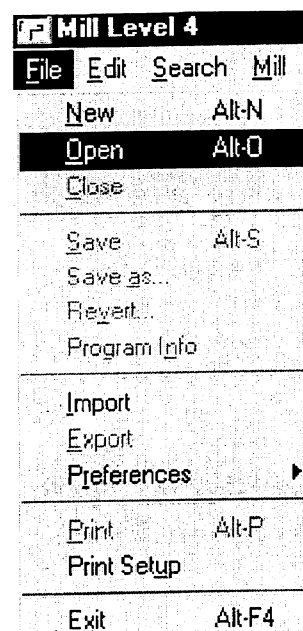 Mill Level 4
File Edit Search Mill
New Alt-N
Open Alt-O
Close
Save Alt-S
Save as...
Revert...
Program Info
Import
Export
Preferences
Print Alt-P
Print Setup
Exit Alt-F4